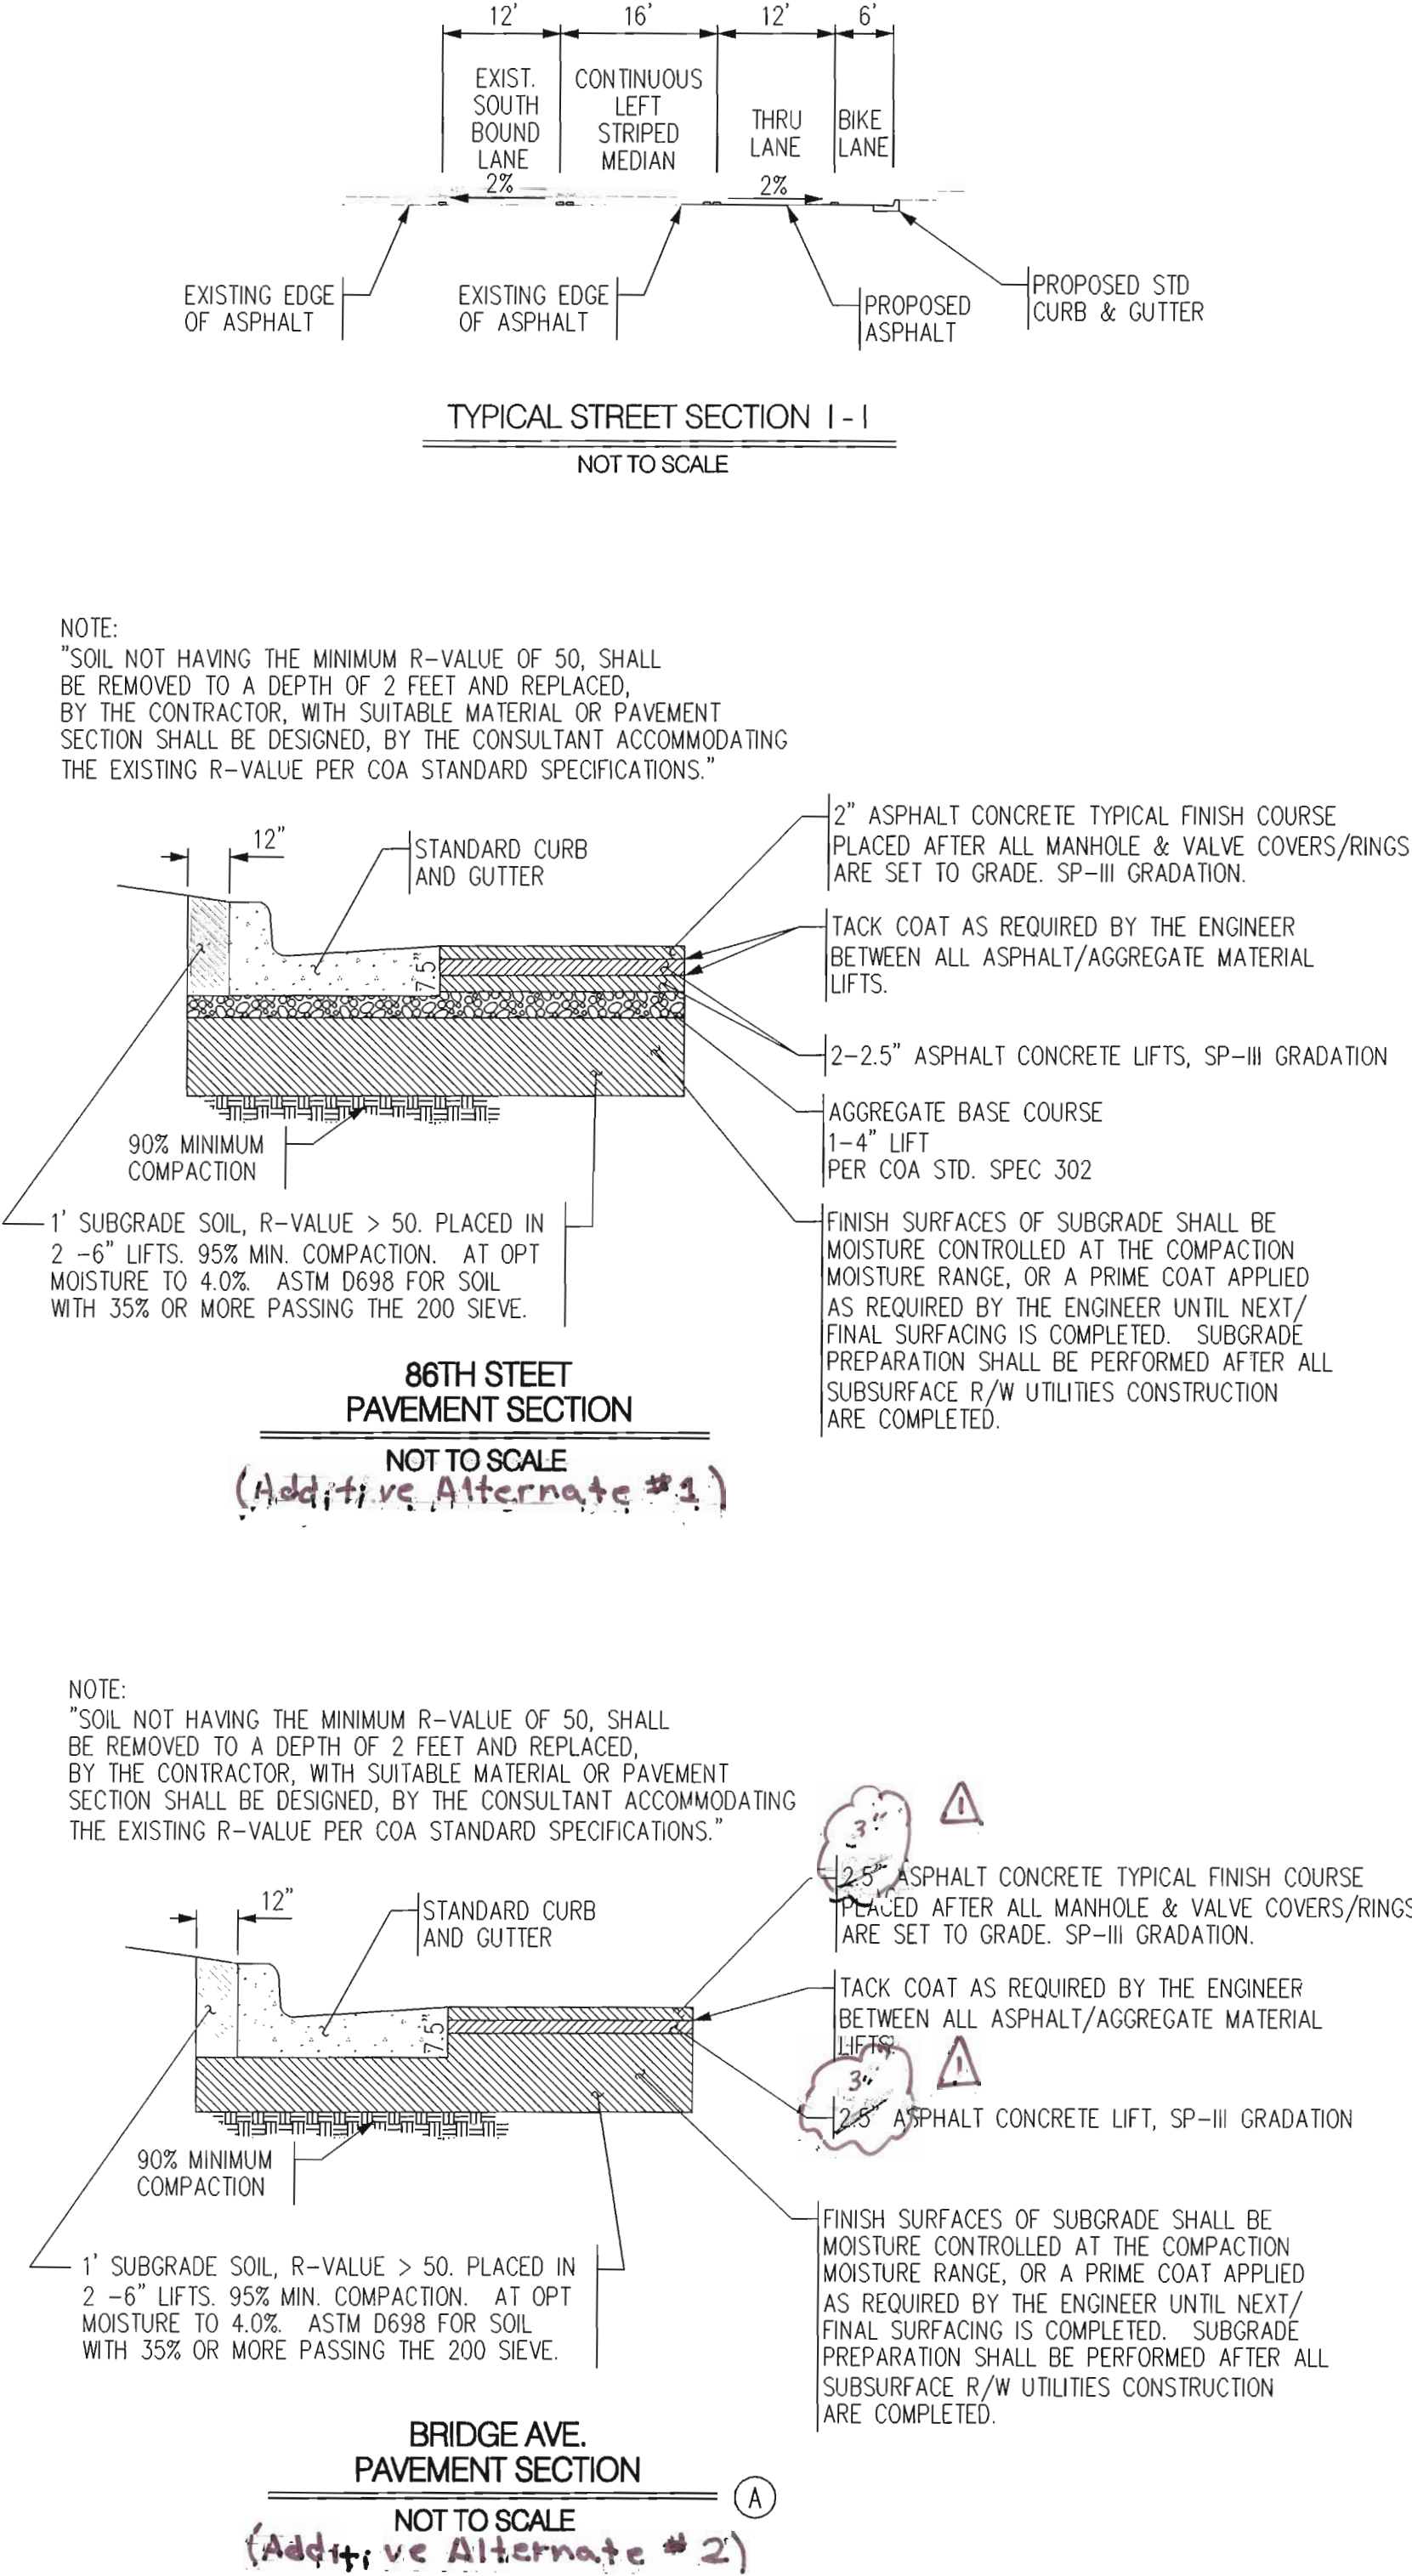 12' 16' 12' 6'
EXIST.
SOUTH
BOUND
LANE
CONTINUOUS
LEFT
STRIPED
MEDIAN
THRU
LANE
BIKE
LANE
2% 2%
EXISTING EDGE
OF ASPHALT
EXISTING EDGE
OF ASPHALT
PROPOSED
ASPHALT
PROPOSED STD
CURB & GUTTER
TYPICAL STREET SECTION 1-1
NOT TO SCALE
NOTE:
"SOIL NOT HAVING THE MINIMUM R-VALUE OF 50, SHALL
BE REMOVED TO A DEPTH OF 2 FEET AND REPLACED,
BY THE CONTRACTOR, WITH SUITABLE MATERIAL OR PAVEMENT
SECTION SHALL BE DESIGNED, BY THE CONSULTANT ACCOMMODATING
THE EXISTING R-VALUE PER COA STANDARD SPECIFICATIONS."
12"
STANDARD CURB
AND GUTTER
7.5"
2" ASPHALT CONCRETE TYPICAL FINISH COURSE
PLACED AFTER ALL MANHOLE & VALVE COVERS/RINGS
ARE SET TO GRADE. SP-III GRADATION.
TACK COAT AS REQUIRED BY THE ENGINEER
BETWEEN ALL ASPHALT/AGGREGATE MATERIAL
LIFTS.
2-2.5" ASPHALT CONCRETE LIFTS, SP-III GRADATION
AGGREGATE BASE COURSE
1-4" LIFT
PER COA STD. SPEC 302
90% MINIMUM
COMPACTION
1' SUBGRADE SOIL, R-VALUE > 50. PLACED IN
2 -6" LIFTS. 95% MIN. COMPACTION. AT OPT
MOISTURE TO 4.0%. ASTM D698 FOR SOIL
WITH 35% OR MORE PASSING THE 200 SIEVE.
FINISH SURFACES OF SUBGRADE SHALL BE
MOISTURE CONTROLLED AT THE COMPACTION
MOISTURE RANGE, OR A PRIME COAT APPLIED
AS REQUIRED BY THE ENGINEER UNTIL NEXT/
FINAL SURFACING IS COMPLETED. SUBGRADE
PREPARATION SHALL BE PERFORMED AFTER ALL
SUBSURFACE R/W UTILITIES CONSTRUCTION
ARE COMPLETED.
86TH STEET
PAVEMENT SECTION
NOT TO SCALE
(Additive Alternate #1)
NOTE:
"SOIL NOT HAVING THE MINIMUM R-VALUE OF 50, SHALL
BE REMOVED TO A DEPTH OF 2 FEET AND REPLACED,
BY THE CONTRACTOR, WITH SUITABLE MATERIAL OR PAVEMENT
SECTION SHALL BE DESIGNED, BY THE CONSULTANT ACCOMMODATING
THE EXISTING R-VALUE PER COA STANDARD SPECIFICATIONS."
12"
STANDARD CURB
AND GUTTER
7.5"
3" 1
2.5" ASPHALT CONCRETE TYPICAL FINISH COURSE
PLACED AFTER ALL MANHOLE & VALVE COVERS/RINGS
ARE SET TO GRADE. SP-III GRADATION.
TACK COAT AS REQUIRED BY THE ENGINEER
BETWEEN ALL ASPHALT/AGGREGATE MATERIAL
LIFTS.
3" 1
2.5" ASPHALT CONCRETE LIFT, SP-III GRADATION
90% MINIMUM
COMPACTION
1' SUBGRADE SOIL, R-VALUE > 50. PLACED IN
2 -6" LIFTS. 95% MIN. COMPACTION. AT OPT
MOISTURE TO 4.0%. ASTM D698 FOR SOIL
WITH 35% OR MORE PASSING THE 200 SIEVE.
FINISH SURFACES OF SUBGRADE SHALL BE
MOISTURE CONTROLLED AT THE COMPACTION
MOISTURE RANGE, OR A PRIME COAT APPLIED
AS REQUIRED BY THE ENGINEER UNTIL NEXT/
FINAL SURFACING IS COMPLETED. SUBGRADE
PREPARATION SHALL BE PERFORMED AFTER ALL
SUBSURFACE R/W UTILITIES CONSTRUCTION
ARE COMPLETED.
BRIDGE AVE.
PAVEMENT SECTION
A
NOT TO SCALE
(Additive Alternate #2)